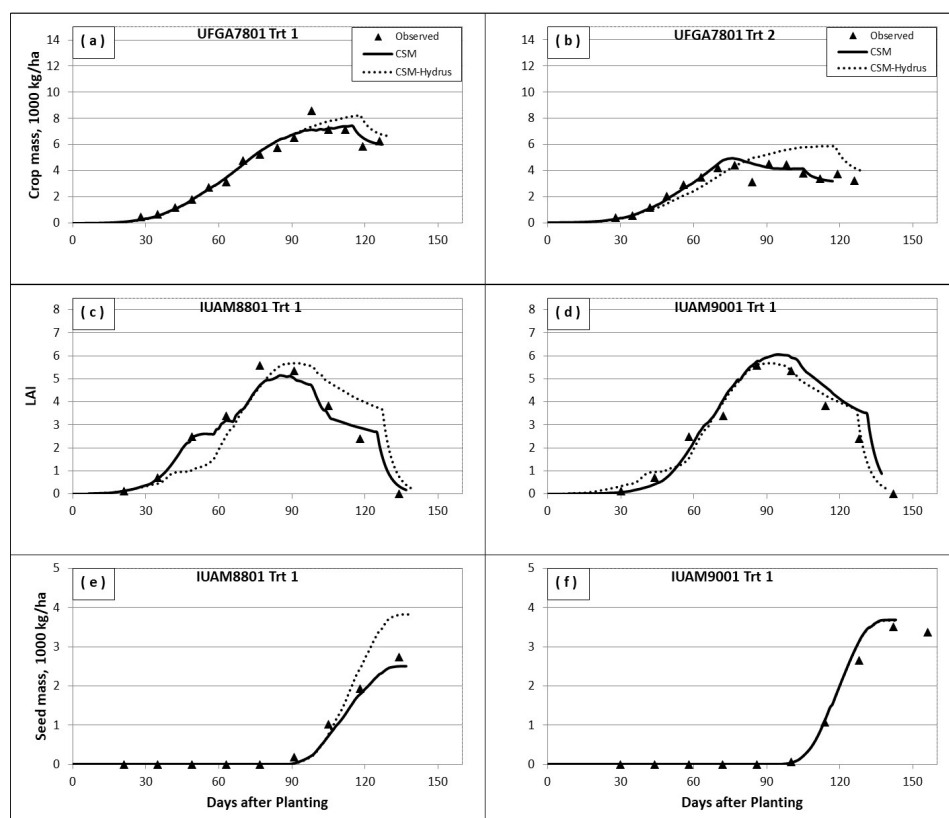 ( a )
UFGA7801 Trt 1
Observed
CSM
CSM-Hydrus
Crop mass, 1000 kg/ha
14
12
10
8
6
4
2
0
0 30 60 90 120 150
( b )
UFGA7801 Trt 2
Observed
CSM
CSM-Hydrus
14
12
10
8
6
4
2
0
0 30 60 90 120 150
( c )
IUAM8801 Trt 1
LAI
8
7
6
5
4
3
2
1
0
0 30 60 90 120 150
( d )
IUAM9001 Trt 1
8
7
6
5
4
3
2
1
0
0 30 60 90 120 150
( e )
IUAM8801 Trt 1
Seed mass, 1000 kg/ha
5
4
3
2
1
0
0 30 60 90 120 150
Days after Planting
( f )
IUAM9001 Trt 1
5
4
3
2
1
0
0 30 60 90 120 150
Days after Planting